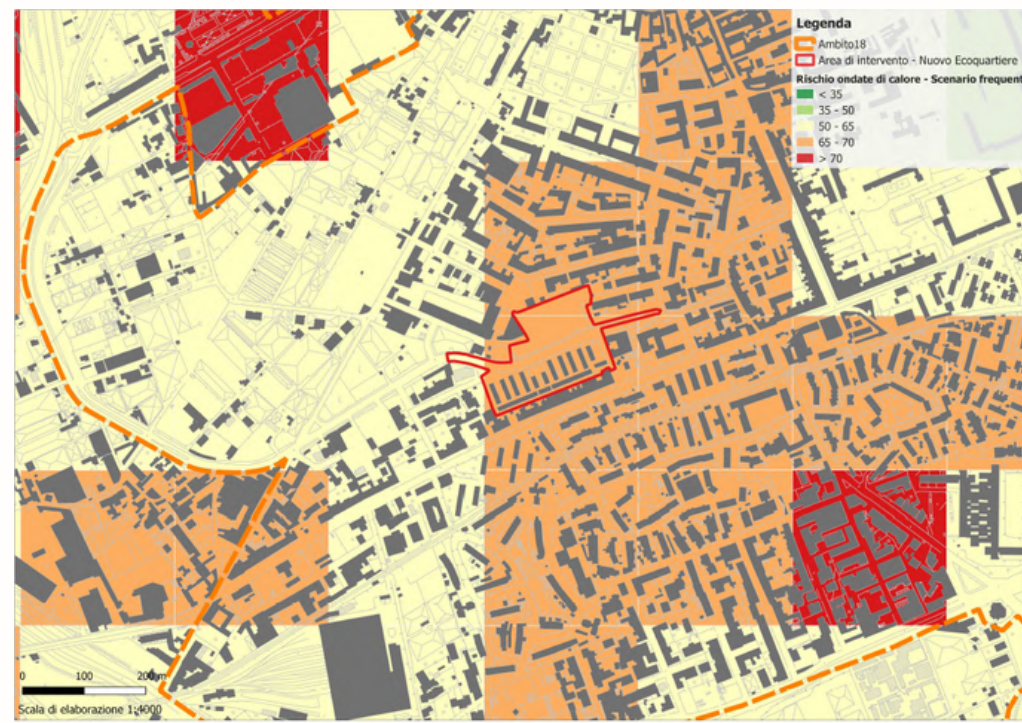 Legenda
Ambito18
Area di intervento - Nuovo Ecoquartiere
Rischio ondate di calore - Scenario frequent
< 35
35 - 50
50 - 65
65 - 70
> 70
0 100 200 m
Scala di elaborazione 1:4000